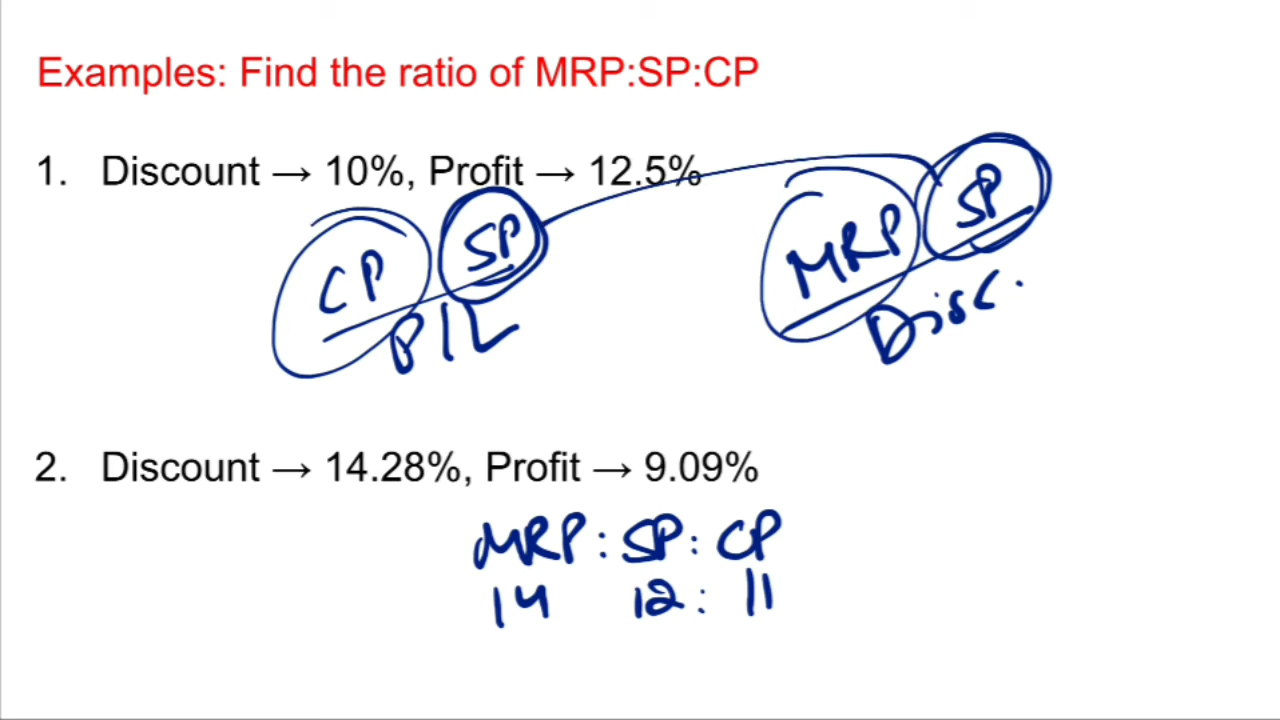 Examples: Find the ratio of MRP:SP:CP
1. Discount → 10%, Profit → 12.5%
CP SP MRP SP
P/L Disc.
2. Discount → 14.28%, Profit → 9.09%
MRP : SP : CP
14 12 : 11